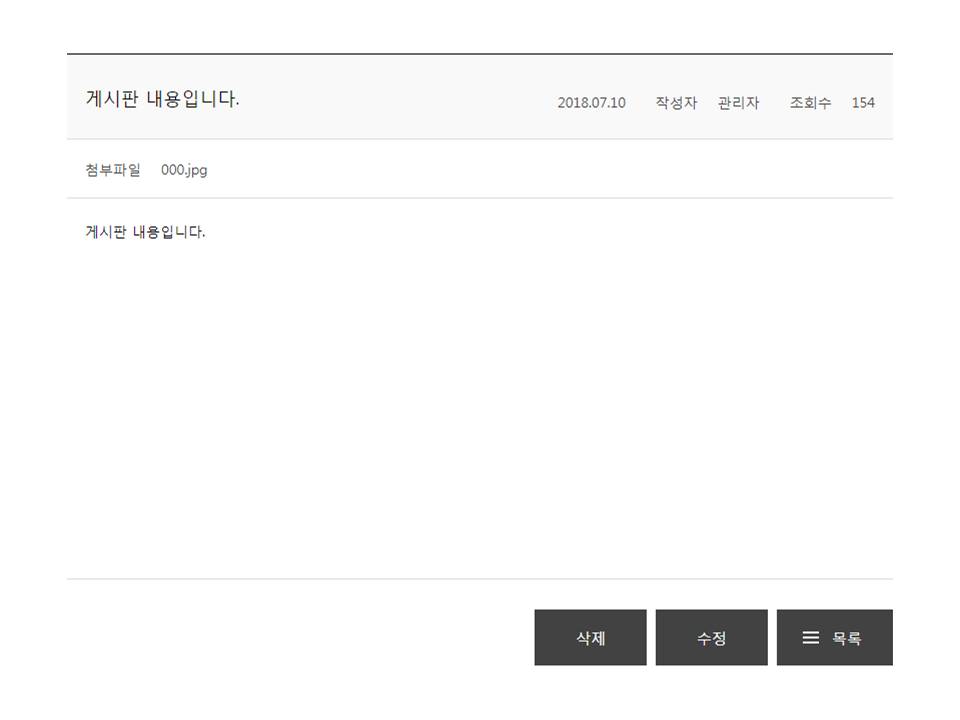 게시판 내용입니다. 2018.07.10 작성자 관리자 조회수 154
첨부파일 000.jpg
게시판 내용입니다.
삭제 수정 목록